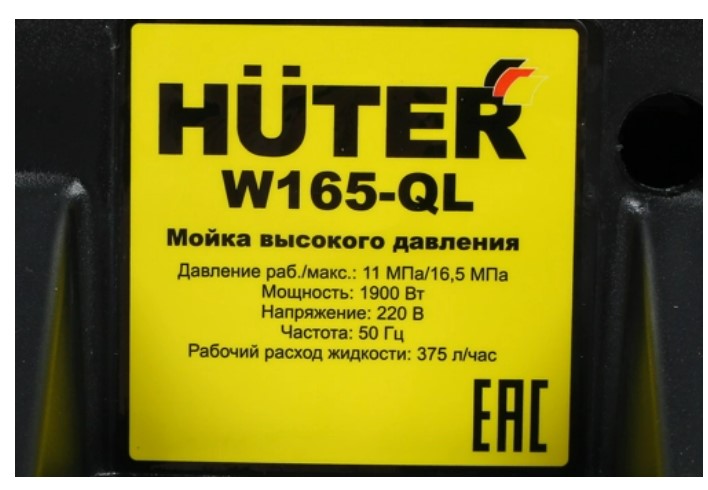 HÜTER
W165-QL
Мойка высокого давления
Давление раб./макс.: 11 МПа/16,5 МПа
Мощность: 1900 Вт
Напряжение: 220 В
Частота: 50 Гц
Рабочий расход жидкости: 375 л/час
EAC